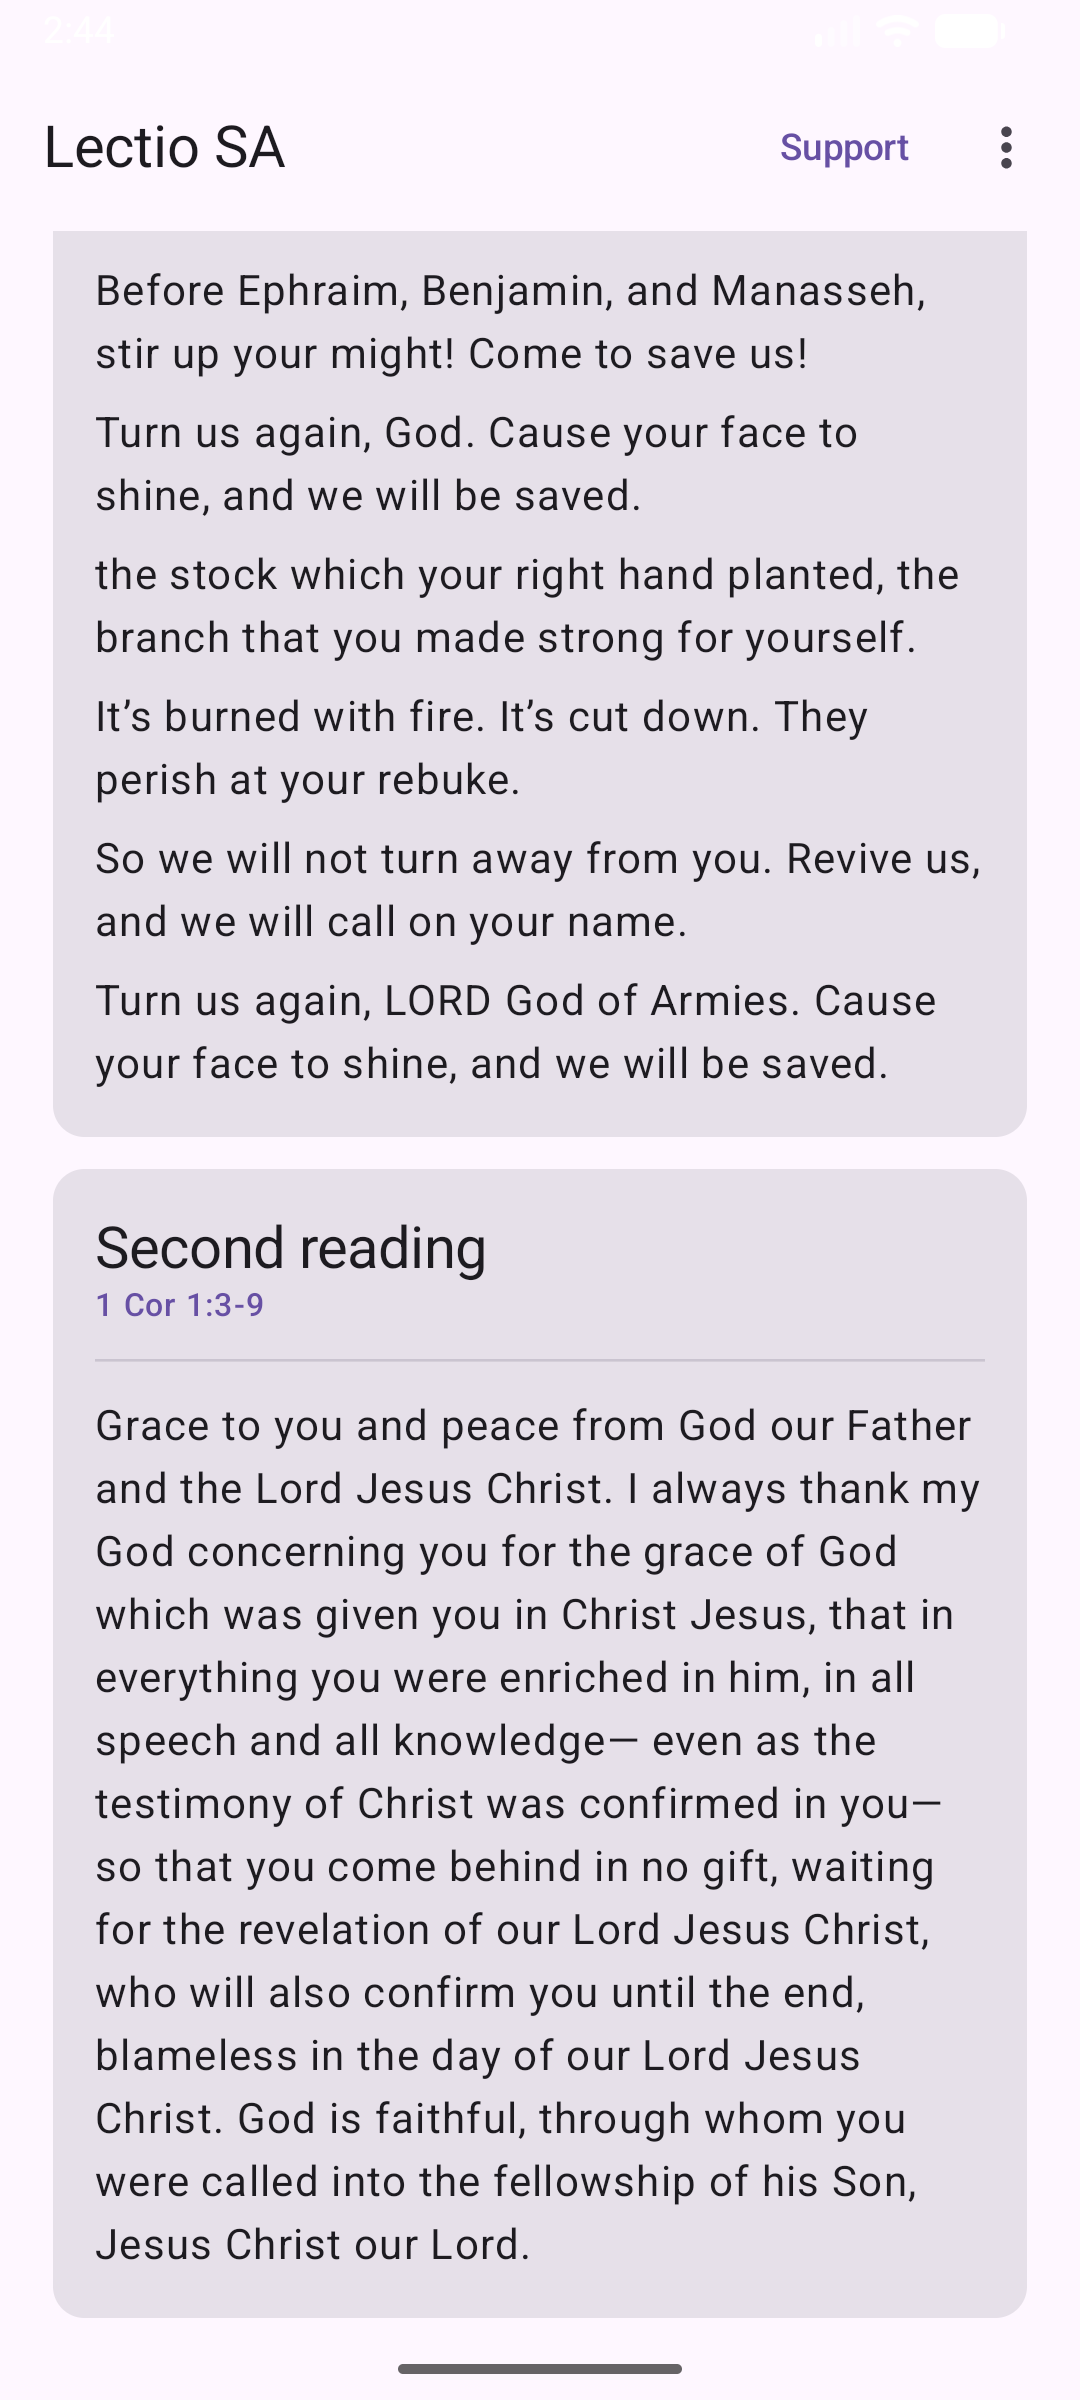 2:44
Lectio SA
Support
Before Ephraim, Benjamin, and Manasseh,
stir up your might! Come to save us!
Turn us again, God. Cause your face to
shine, and we will be saved.
the stock which your right hand planted, the
branch that you made strong for yourself.
It’s burned with fire. It’s cut down. They
perish at your rebuke.
So we will not turn away from you. Revive us,
and we will call on your name.
Turn us again, LORD God of Armies. Cause
your face to shine, and we will be saved.
Second reading
1 Cor 1:3-9
Grace to you and peace from God our Father
and the Lord Jesus Christ. I always thank my
God concerning you for the grace of God
which was given you in Christ Jesus, that in
everything you were enriched in him, in all
speech and all knowledge— even as the
testimony of Christ was confirmed in you—
so that you come behind in no gift, waiting
for the revelation of our Lord Jesus Christ,
who will also confirm you until the end,
blameless in the day of our Lord Jesus
Christ. God is faithful, through whom you
were called into the fellowship of his Son,
Jesus Christ our Lord.